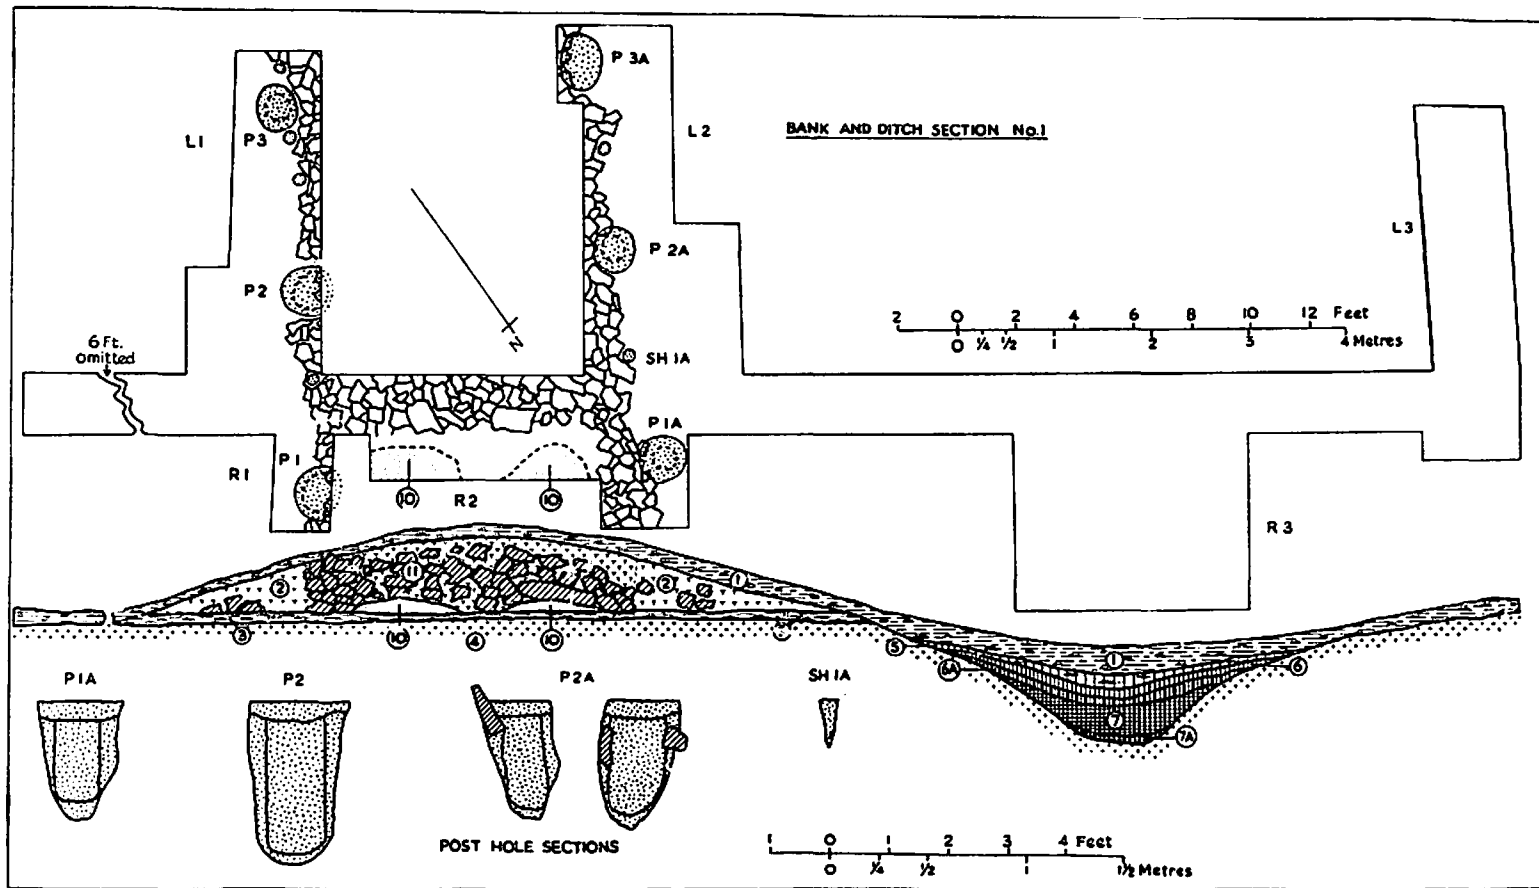 P 3A
L1
P3
L2
BANK AND DITCH SECTION No.1
L3
P 2A
P2
N
2 0 2 4 6 8 10 12 Feet
0 ¼ ½ 1 2 3 4 Metres
6 Ft.
omitted
SH 1A
P1A
R1
P1
10
R2
10
R3
2
11
2
1
3
10
4
10
5
6A
1
6
7
7A
P1A
P2
P2A
SH 1A
POST HOLE SECTIONS
1 0 1 2 3 4 Feet
0 ¼ ½ 1 1½ Metres